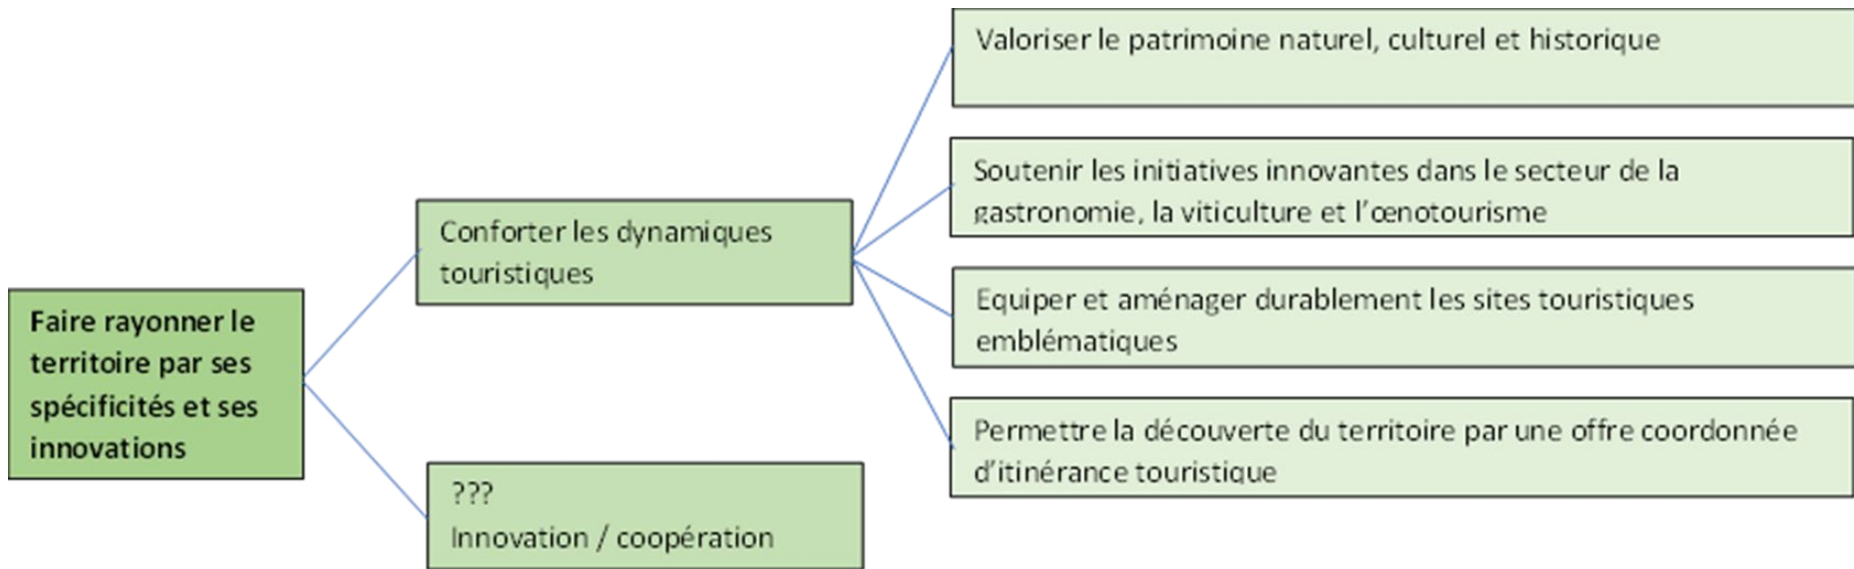 Faire rayonner le
territoire par ses
spécificités et ses
innovations
Conforter les dynamiques
touristiques
???
Innovation / coopération
Valoriser le patrimoine naturel, culturel et historique
Soutenir les initiatives innovantes dans le secteur de la
gastronomie, la viticulture et l’œnotourisme
Equiper et aménager durablement les sites touristiques
emblématiques
Permettre la découverte du territoire par une offre coordonnée
d’itinérance touristique